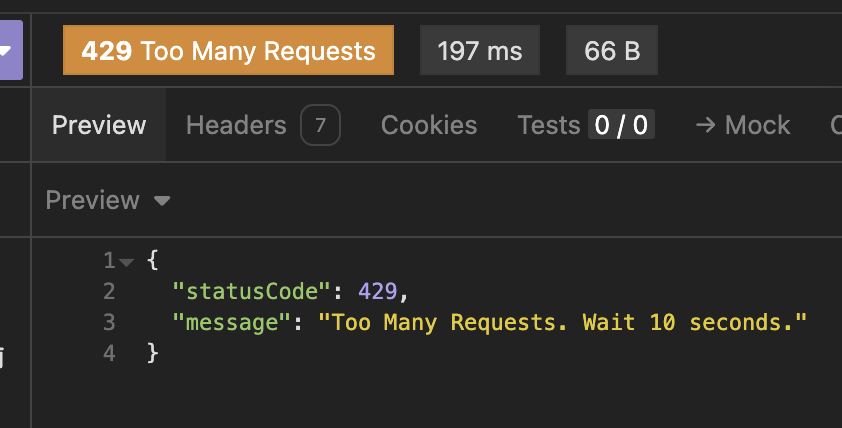 429 Too Many Requests 197 ms 66 B
Preview Headers 7 Cookies Tests 0 / 0 → Mock
Preview
1 {
2 "statusCode": 429,
3 "message": "Too Many Requests. Wait 10 seconds."
4 }